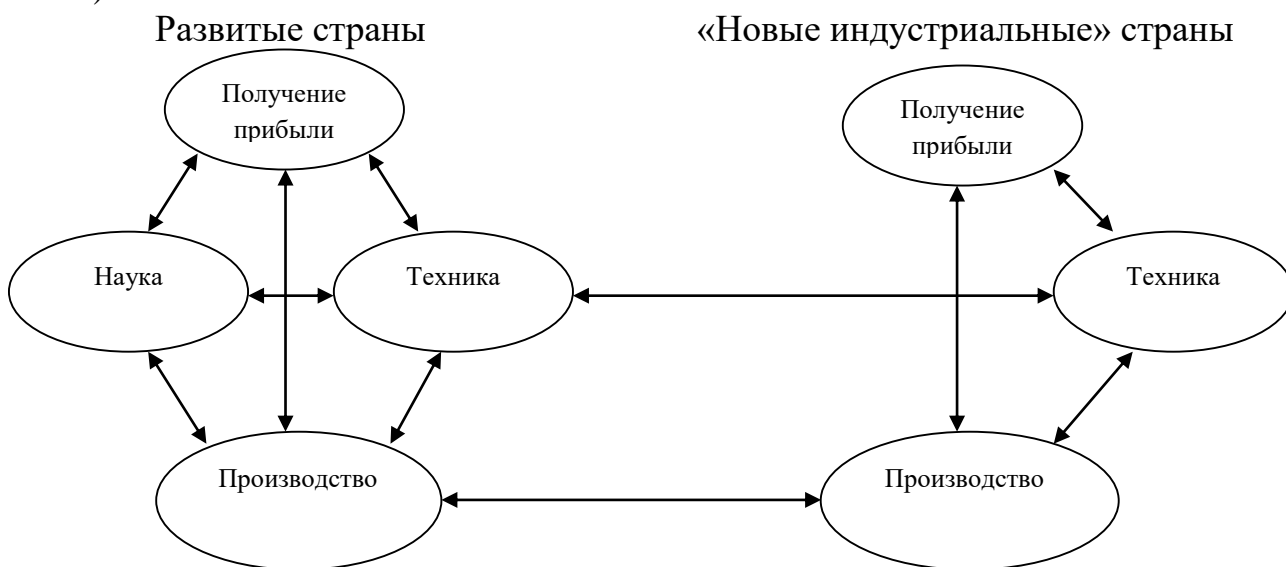 )
Развитые страны
«Новые индустриальные» страны
Получение
прибыли
Получение
прибыли
Наука
Техника
Техника
Производство
Производство